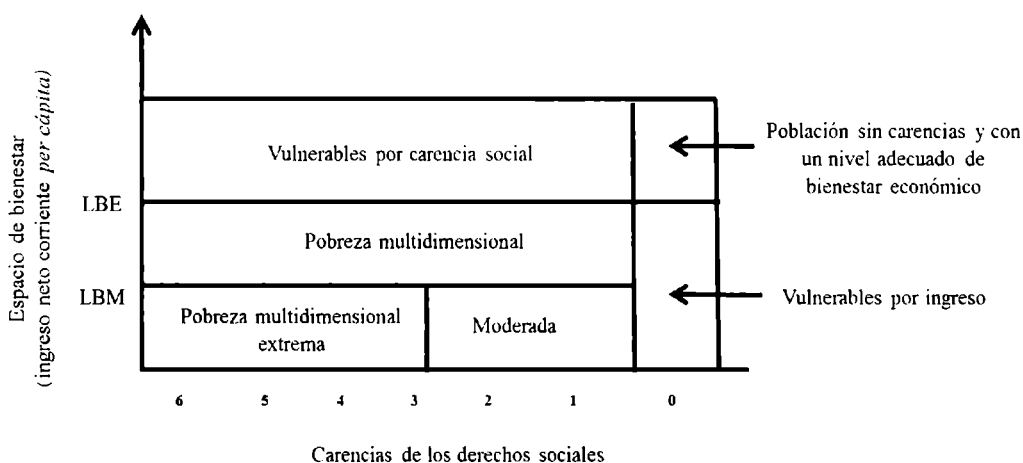 Espacio de bienestar
(ingreso neto corriente per cápita)
Vulnerables por carencia social
Población sin carencias y con
un nivel adecuado de
bienestar económico
LBE
Pobreza multidimensional
LBM
Vulnerables por ingreso
Pobreza multidimensional
extrema
Moderada
6 5 4 3 2 1 0
Carencias de los derechos sociales